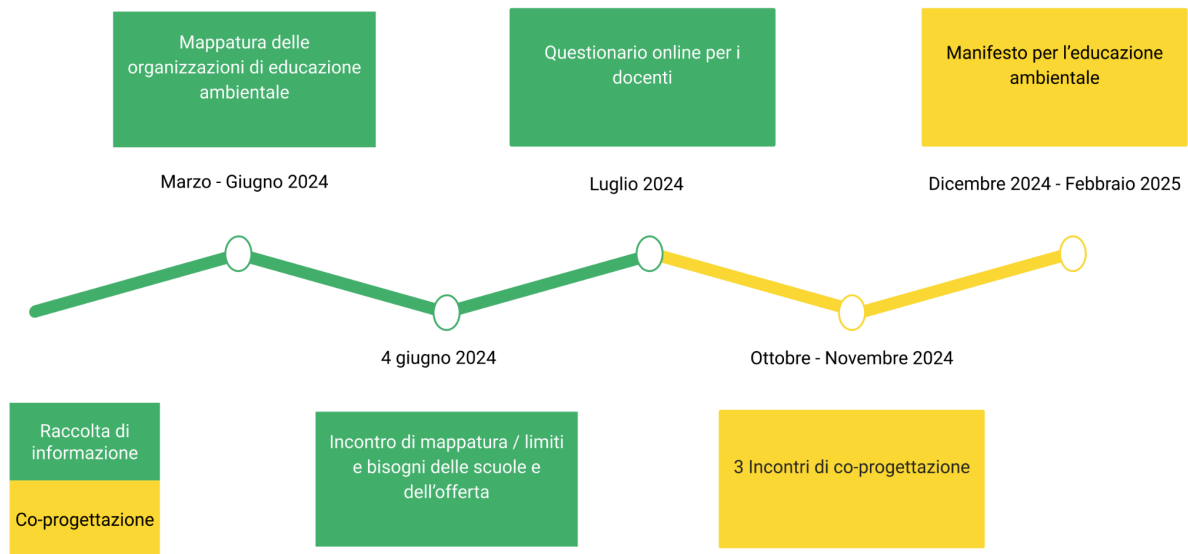 Mappatura delle
organizzazioni di educazione
ambientale
Questionario online per i
docenti
Manifesto per l'educazione
ambientale
Marzo - Giugno 2024
Luglio 2024
Dicembre 2024 - Febbraio 2025
4 giugno 2024
Ottobre - Novembre 2024
Raccolta di
informazione
Co-progettazione
Incontro di mappatura / limiti
e bisogni delle scuole e
dell'offerta
3 Incontri di co-progettazione